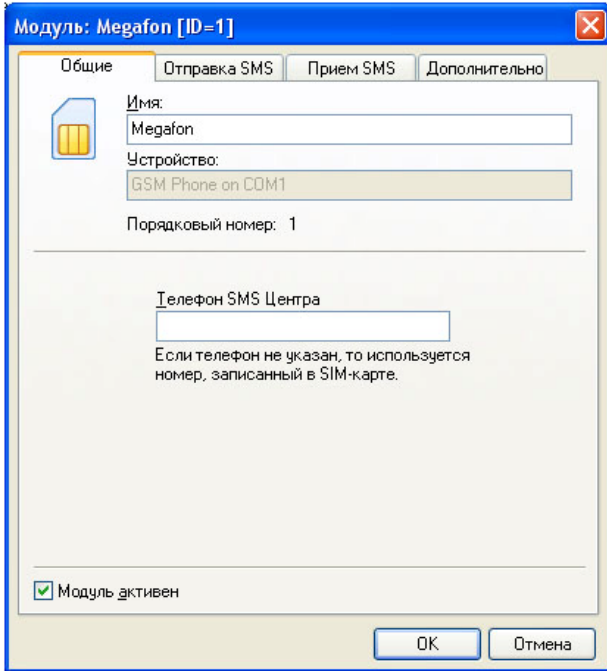 Модуль: Megafon [ID=1]
Общие Отправка SMS Прием SMS Дополнительно
Имя:
Megafon
Устройство:
GSM Phone on COM1
Порядковый номер: 1
Телефон SMS Центра
Если телефон не указан, то используется
номер, записанный в SIM-карте.
Модуль активен
OK Отмена